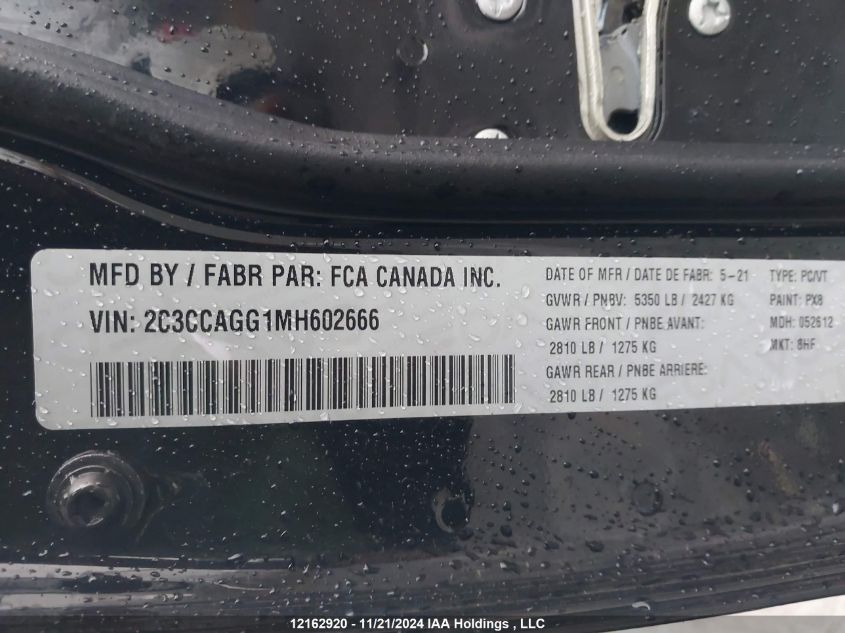 MFD BY / FABR PAR: FCA CANADA INC.
VIN: 2C3CCAGG1MH602666
DATE OF MFR / DATE DE FABR: 5-21
GVWR / PNBV: 5350 LB / 2427 KG
GAWR FRONT / PNBE AVANT:
2810 LB / 1275 KG
GAWR REAR / PNBE ARRIERE:
2810 LB / 1275 KG
TYPE: PC/VT
PAINT: PX8
MDH: 052612
MKT: 8HF
12162920 - 11/21/2024 IAA Holdings , LLC